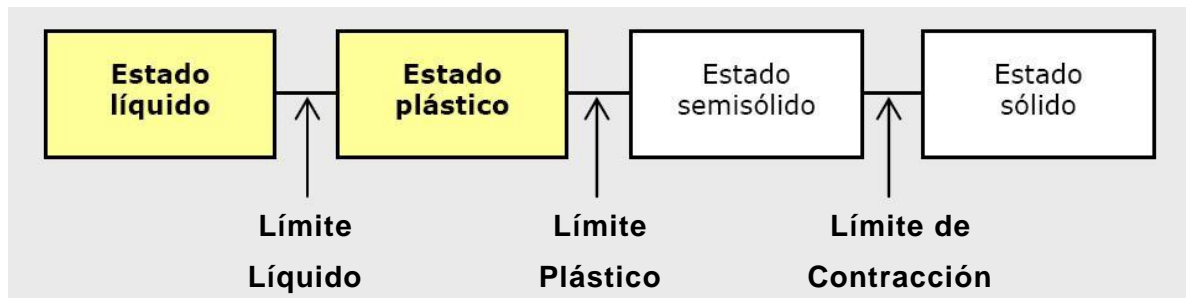 Estado
líquido
Estado
plástico
Estado
semisólido
Estado
sólido
Límite
Líquido
Límite
Plástico
Límite de
Contracción